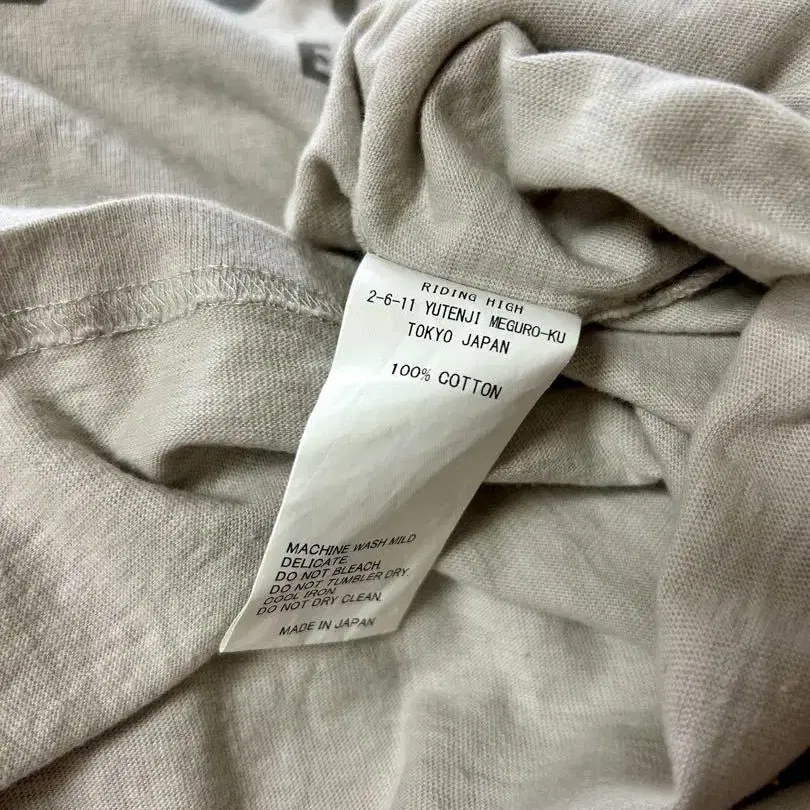 E
RIDING HIGH
2-6-11 YUTENJI MEGURO-KU
TOKYO JAPAN
100% COTTON
MACHINE WASH MILD
DELICATE.
DO NOT BLEACH.
DO NOT TUMBLER DRY.
COOL IRON.
DO NOT DRY CLEAN.
MADE IN JAPAN